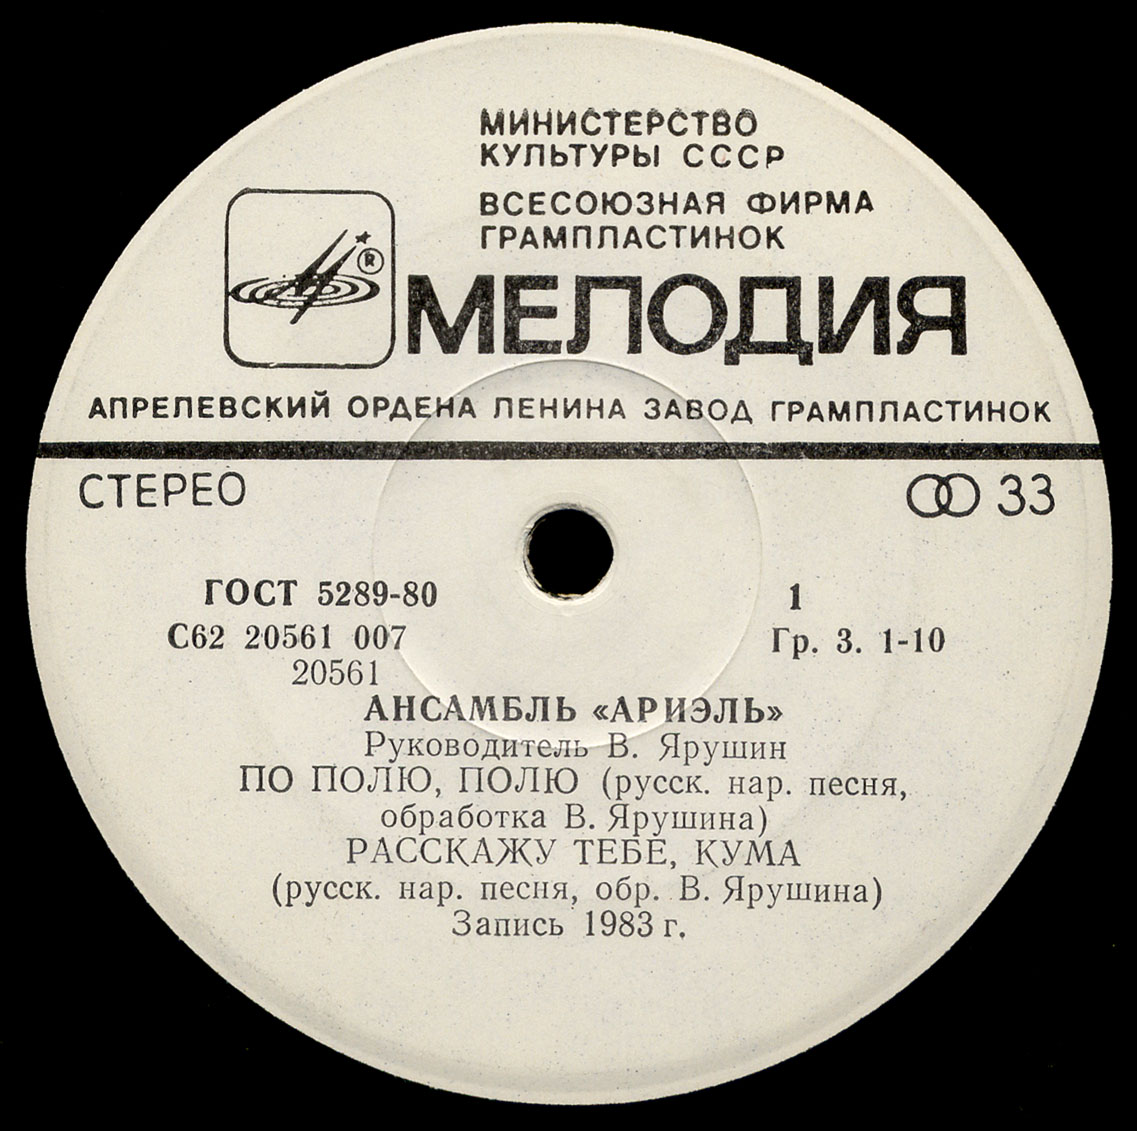 МИНИСТЕРСТВО
КУЛЬТУРЫ СССР
ВСЕСОЮЗНАЯ ФИРМА
ГРАМПЛАСТИНОК
®
МЕЛОДИЯ
АПРЕЛЕВСКИЙ ОРДЕНА ЛЕНИНА ЗАВОД ГРАМПЛАСТИНОК
СТЕРЕО
33
ГОСТ 5289-80
1
С62 20561 007
Гр. 3. 1-10
20561
АНСАМБЛЬ «АРИЭЛЬ»
Руководитель В. Ярушин
ПО ПОЛЮ, ПОЛЮ (русск. нар. песня,
обработка В. Ярушина)
РАССКАЖУ ТЕБЕ, КУМА
(русск. нар. песня, обр. В. Ярушина)
Запись 1983 г.